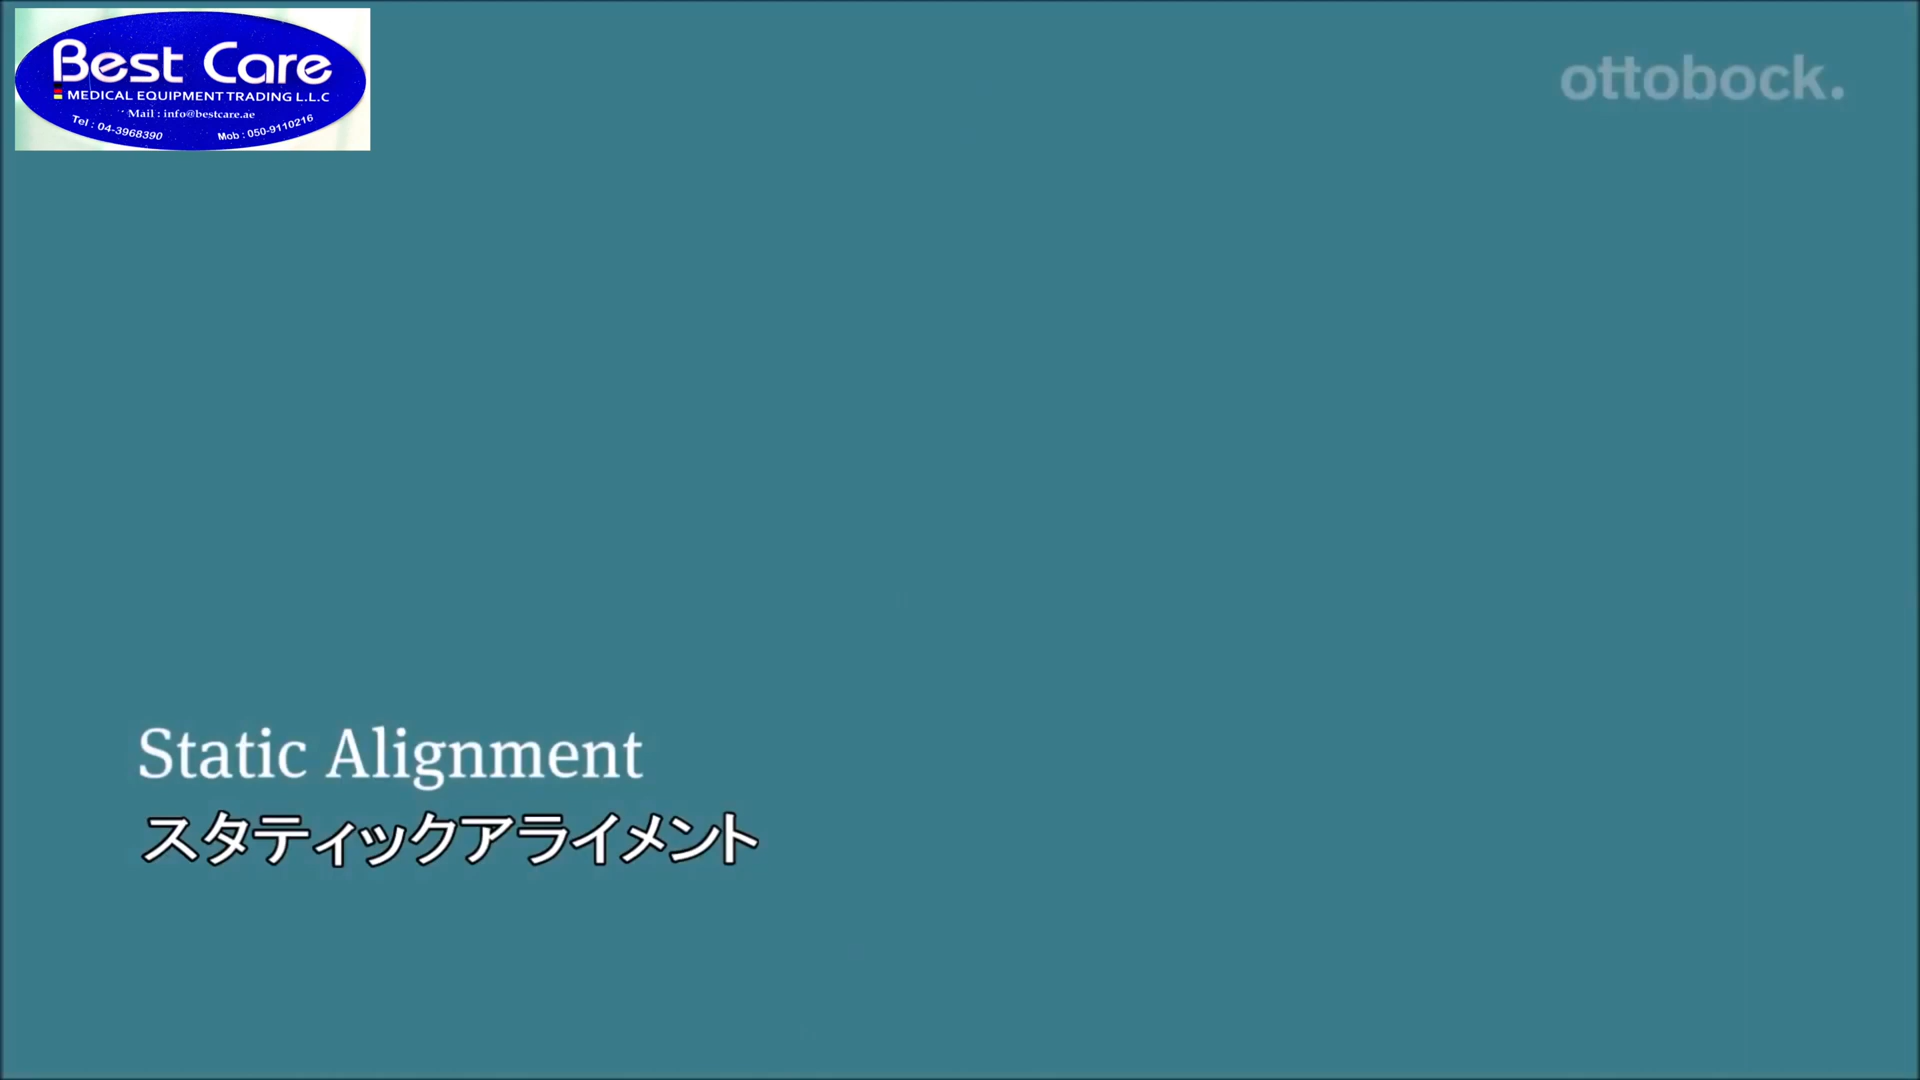 Best Care
MEDICAL EQUIPMENT TRADING L.L.C
Mail : info@bestcare.ae
Tel : 04-3968390 Mob : 050-9110216
ottobock.
Static Alignment
スタティックアライメント